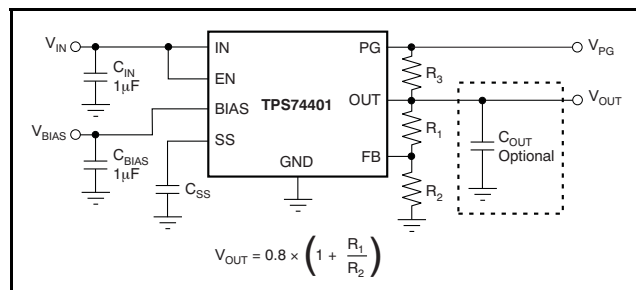 V_IN
IN
PG
V_PG
C_IN
1μF
EN
R_3
BIAS
TPS74401
OUT
V_OUT
V_BIAS
SS
R_1
C_OUT
Optional
C_BIAS
1μF
GND
FB
C_SS
R_2
V_OUT = 0.8 × (1 + R_1/R_2)